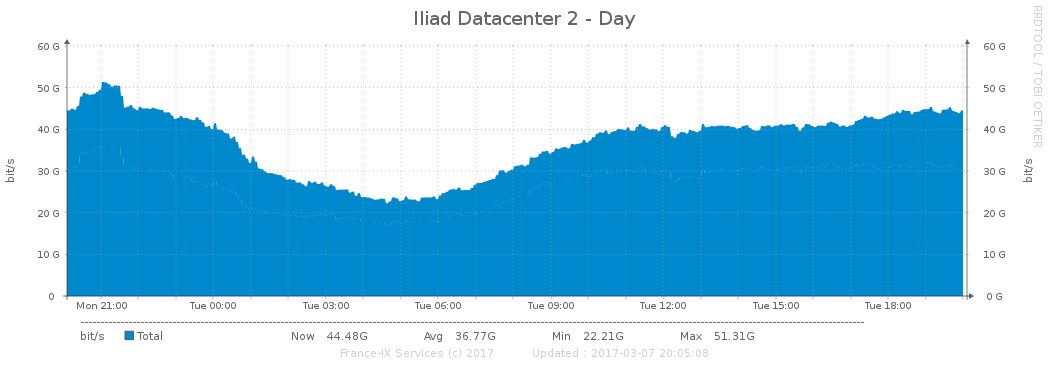 Iliad Datacenter 2 - Day
RRDTOOL / TOBI OETIKER
bit/s
60 G 60 G
50 G 50 G
40 G 40 G
30 G 30 G
20 G 20 G
10 G 10 G
0 0 G
bit/s
Mon 21:00 Tue 00:00 Tue 03:00 Tue 06:00 Tue 09:00 Tue 12:00 Tue 15:00 Tue 18:00
bit/s Total Now 44.48G Avg 36.77G Min 22.21G Max 51.31G
France-IX Services (c) 2017 Updated : 2017-03-07 20:05:08